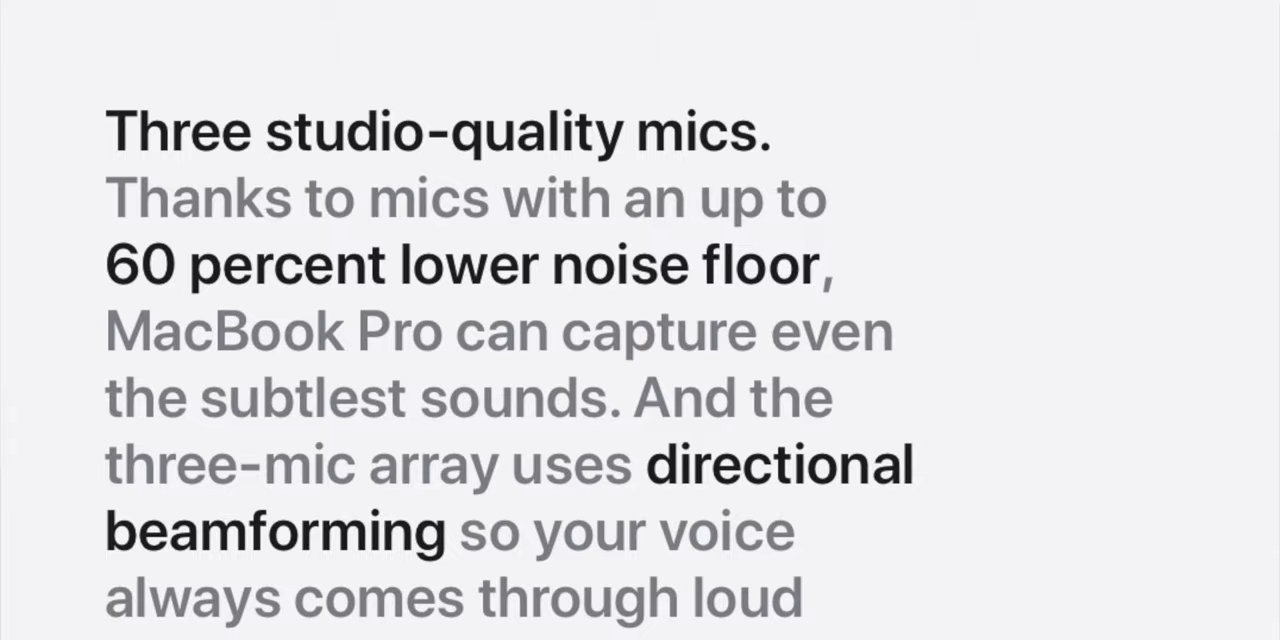 Three studio-quality mics.
Thanks to mics with an up to
60 percent lower noise floor,
MacBook Pro can capture even
the subtlest sounds. And the
three-mic array uses directional
beamforming so your voice
always comes through loud